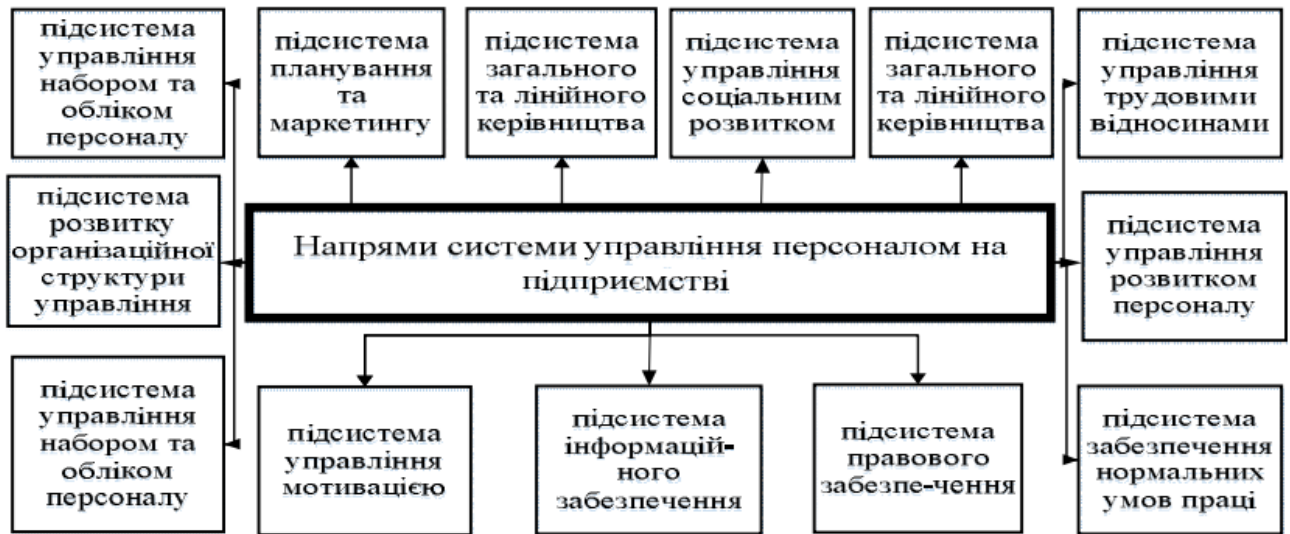 підсистема
управління
набором та
обліком
персоналу
підсистема
планування
та
маркетингу
підсистема
загального
та лінійного
керівництва
підсистема
управління
соціальним
розвитком
підсистема
загального
та лінійного
керівництва
підсистема
управління
трудовими
відносинами
підсистема
розвитку
організаційної
структури
управління
Напрями системи управління персоналом на
підприємстві
підсистема
управління
розвитком
персоналу
підсистема
управління
набором та
обліком
персоналу
підсистема
управління
мотивацією
підсистема
інформацій-
ного
забезпечення
підсистема
правового
забезпе-чення
підсистема
забезпечення
нормальних
умов праці